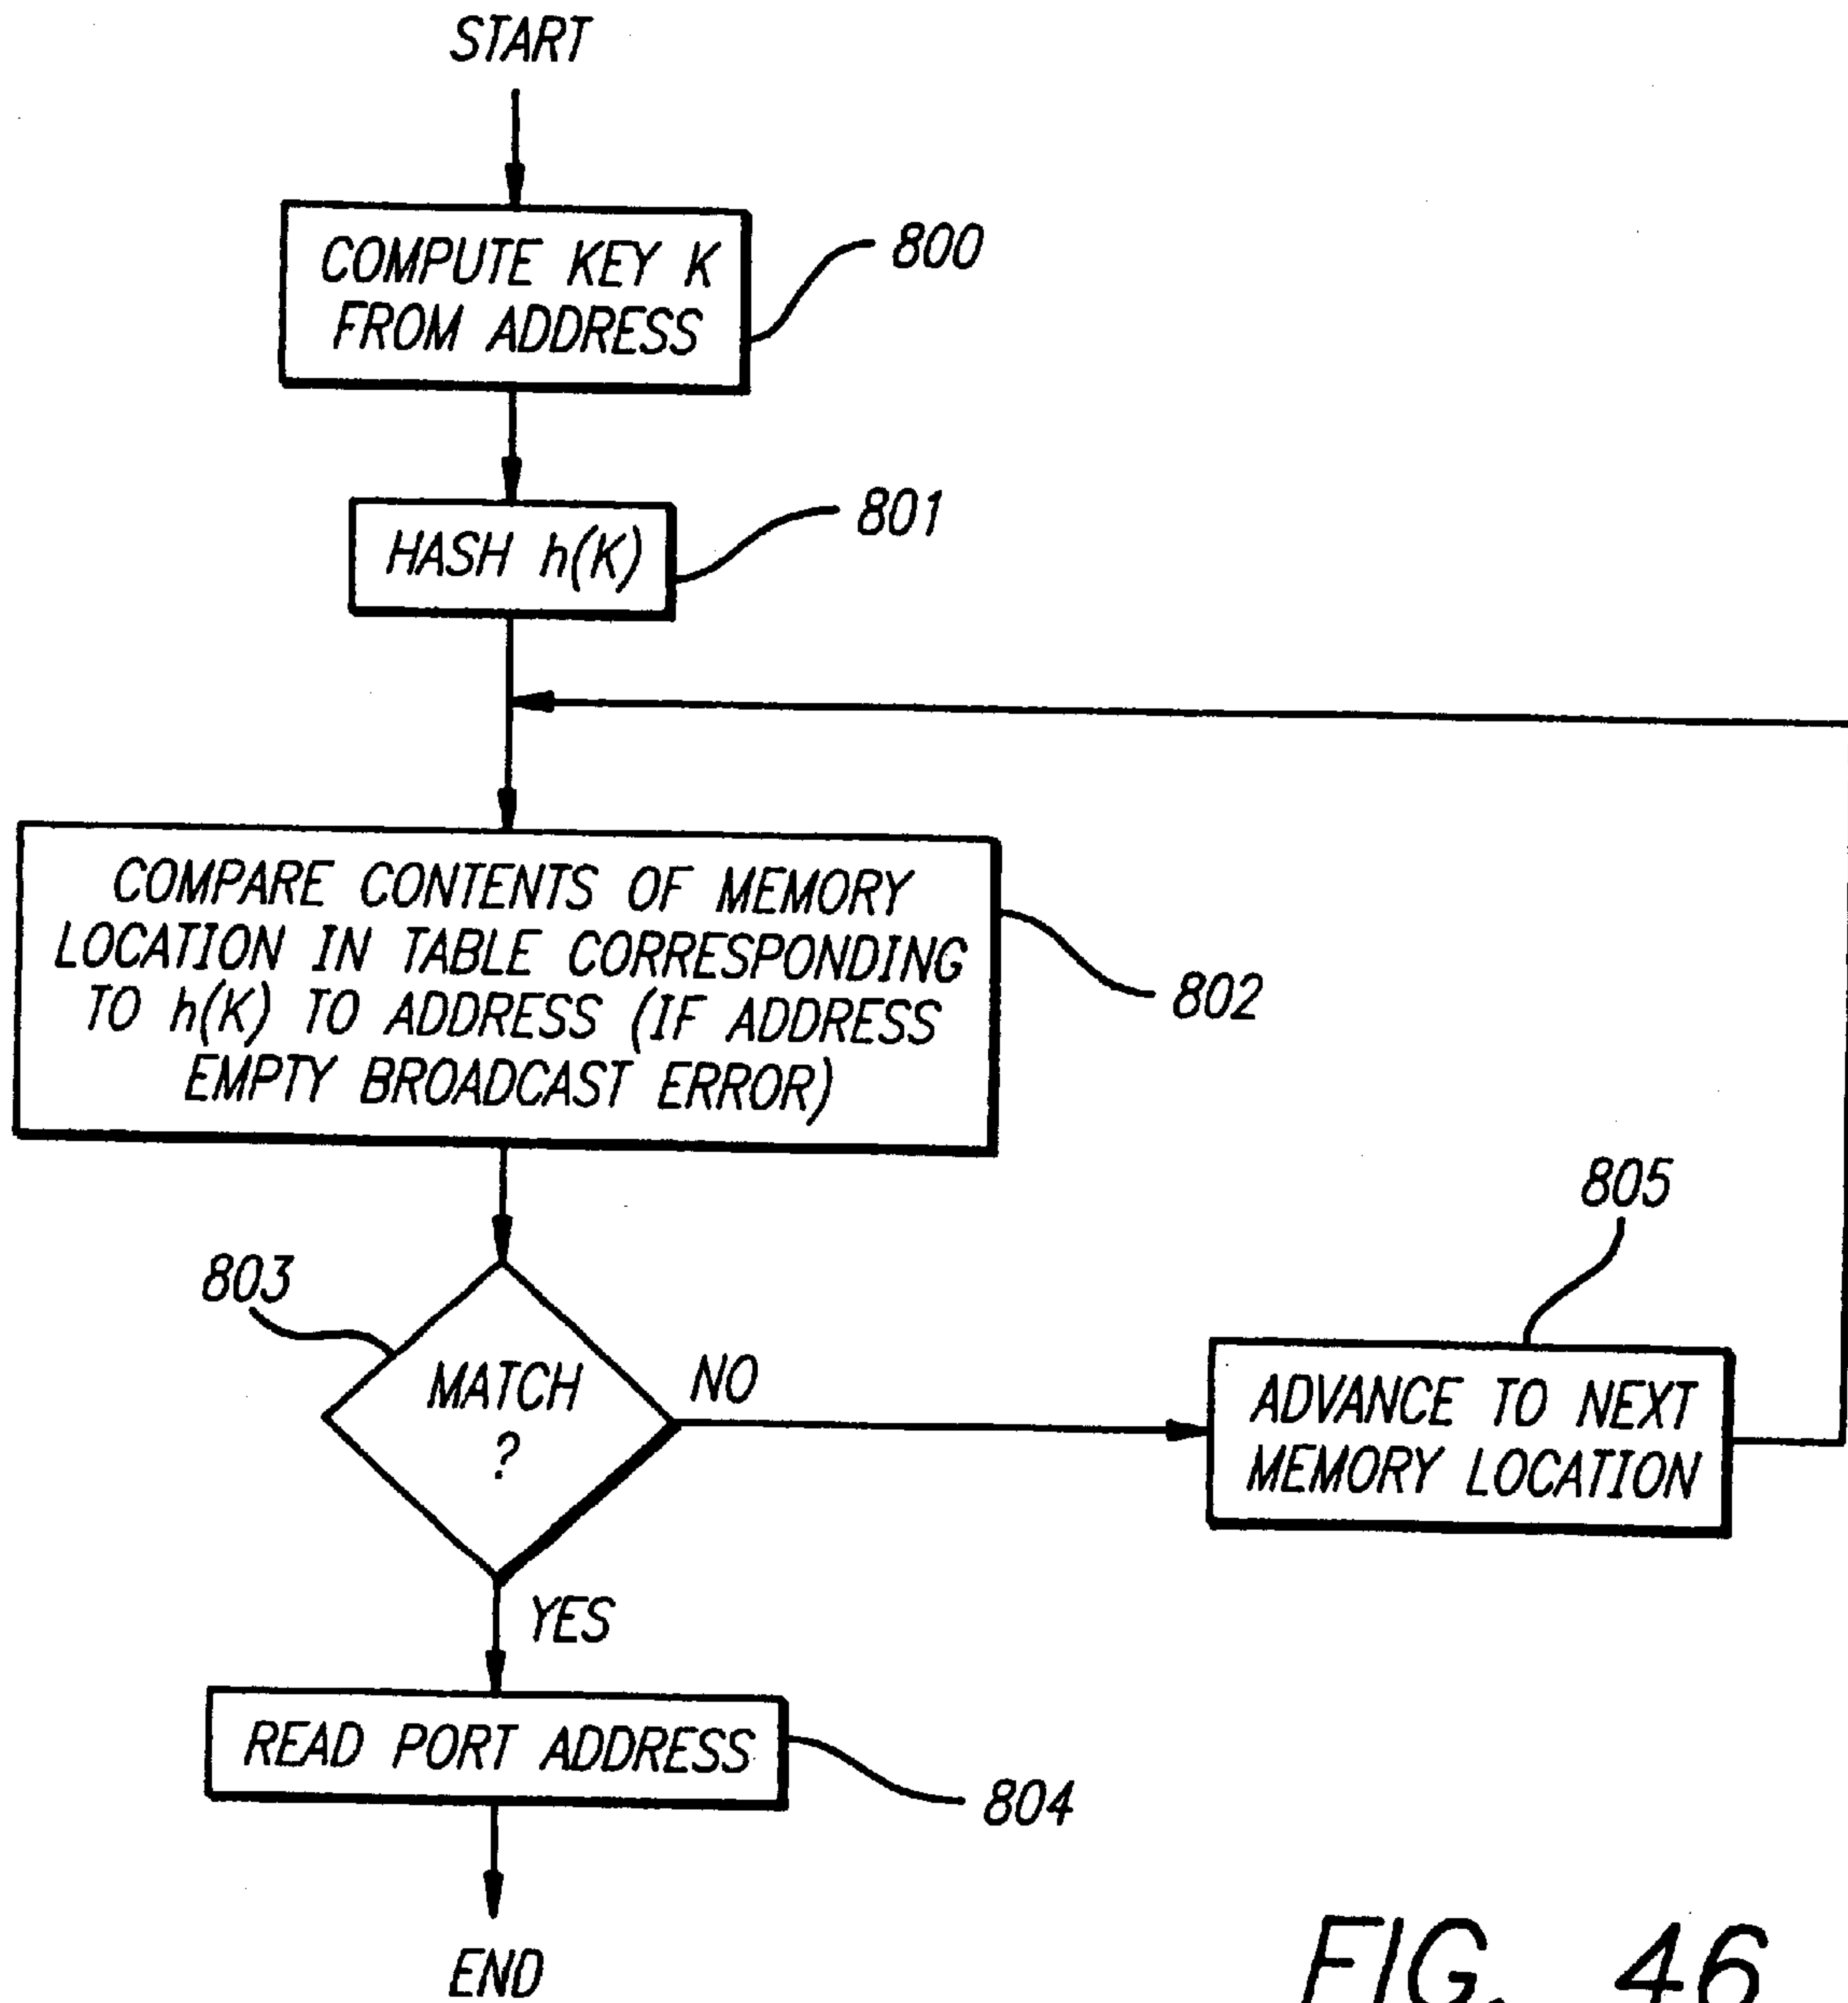 START
COMPUTE KEY K
FROM ADDRESS
800
HASH h(K)
801
COMPARE CONTENTS OF MEMORY
LOCATION IN TABLE CORRESPONDING
TO h(K) TO ADDRESS (IF ADDRESS
EMPTY BROADCAST ERROR)
802
803
MATCH
?
NO
805
ADVANCE TO NEXT
MEMORY LOCATION
YES
READ PORT ADDRESS
804
END
FIG. 46